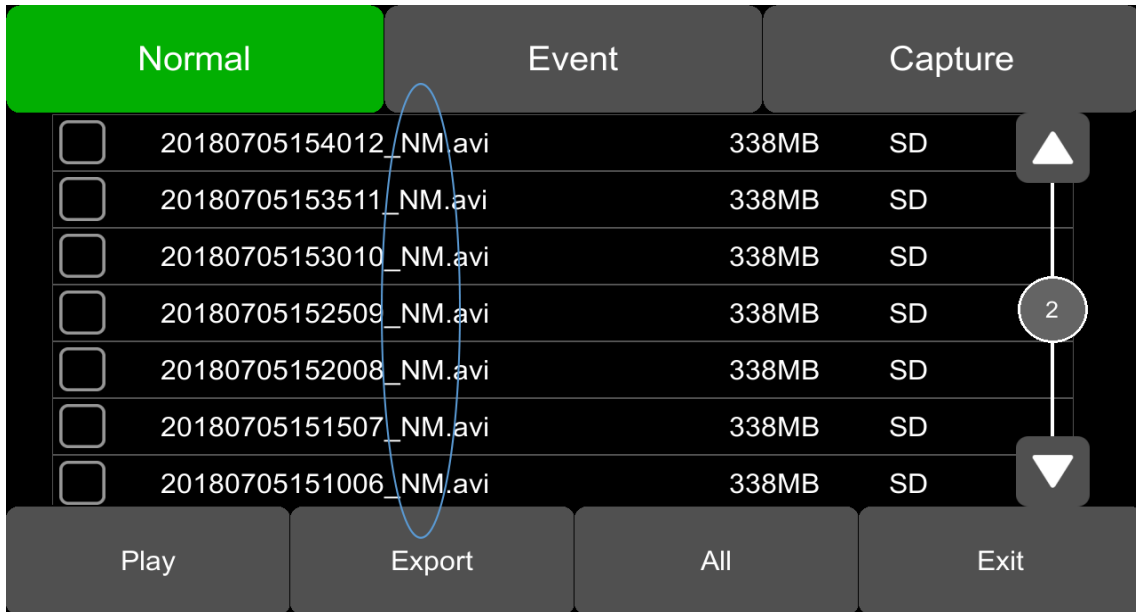 Normal Event Capture
20180705154012_NM.avi 338MB SD
20180705153511_NM.avi 338MB SD
20180705153010_NM.avi 338MB SD
20180705152509_NM.avi 338MB SD 2
20180705152008_NM.avi 338MB SD
20180705151507_NM.avi 338MB SD
20180705151006_NM.avi 338MB SD
Play Export All Exit